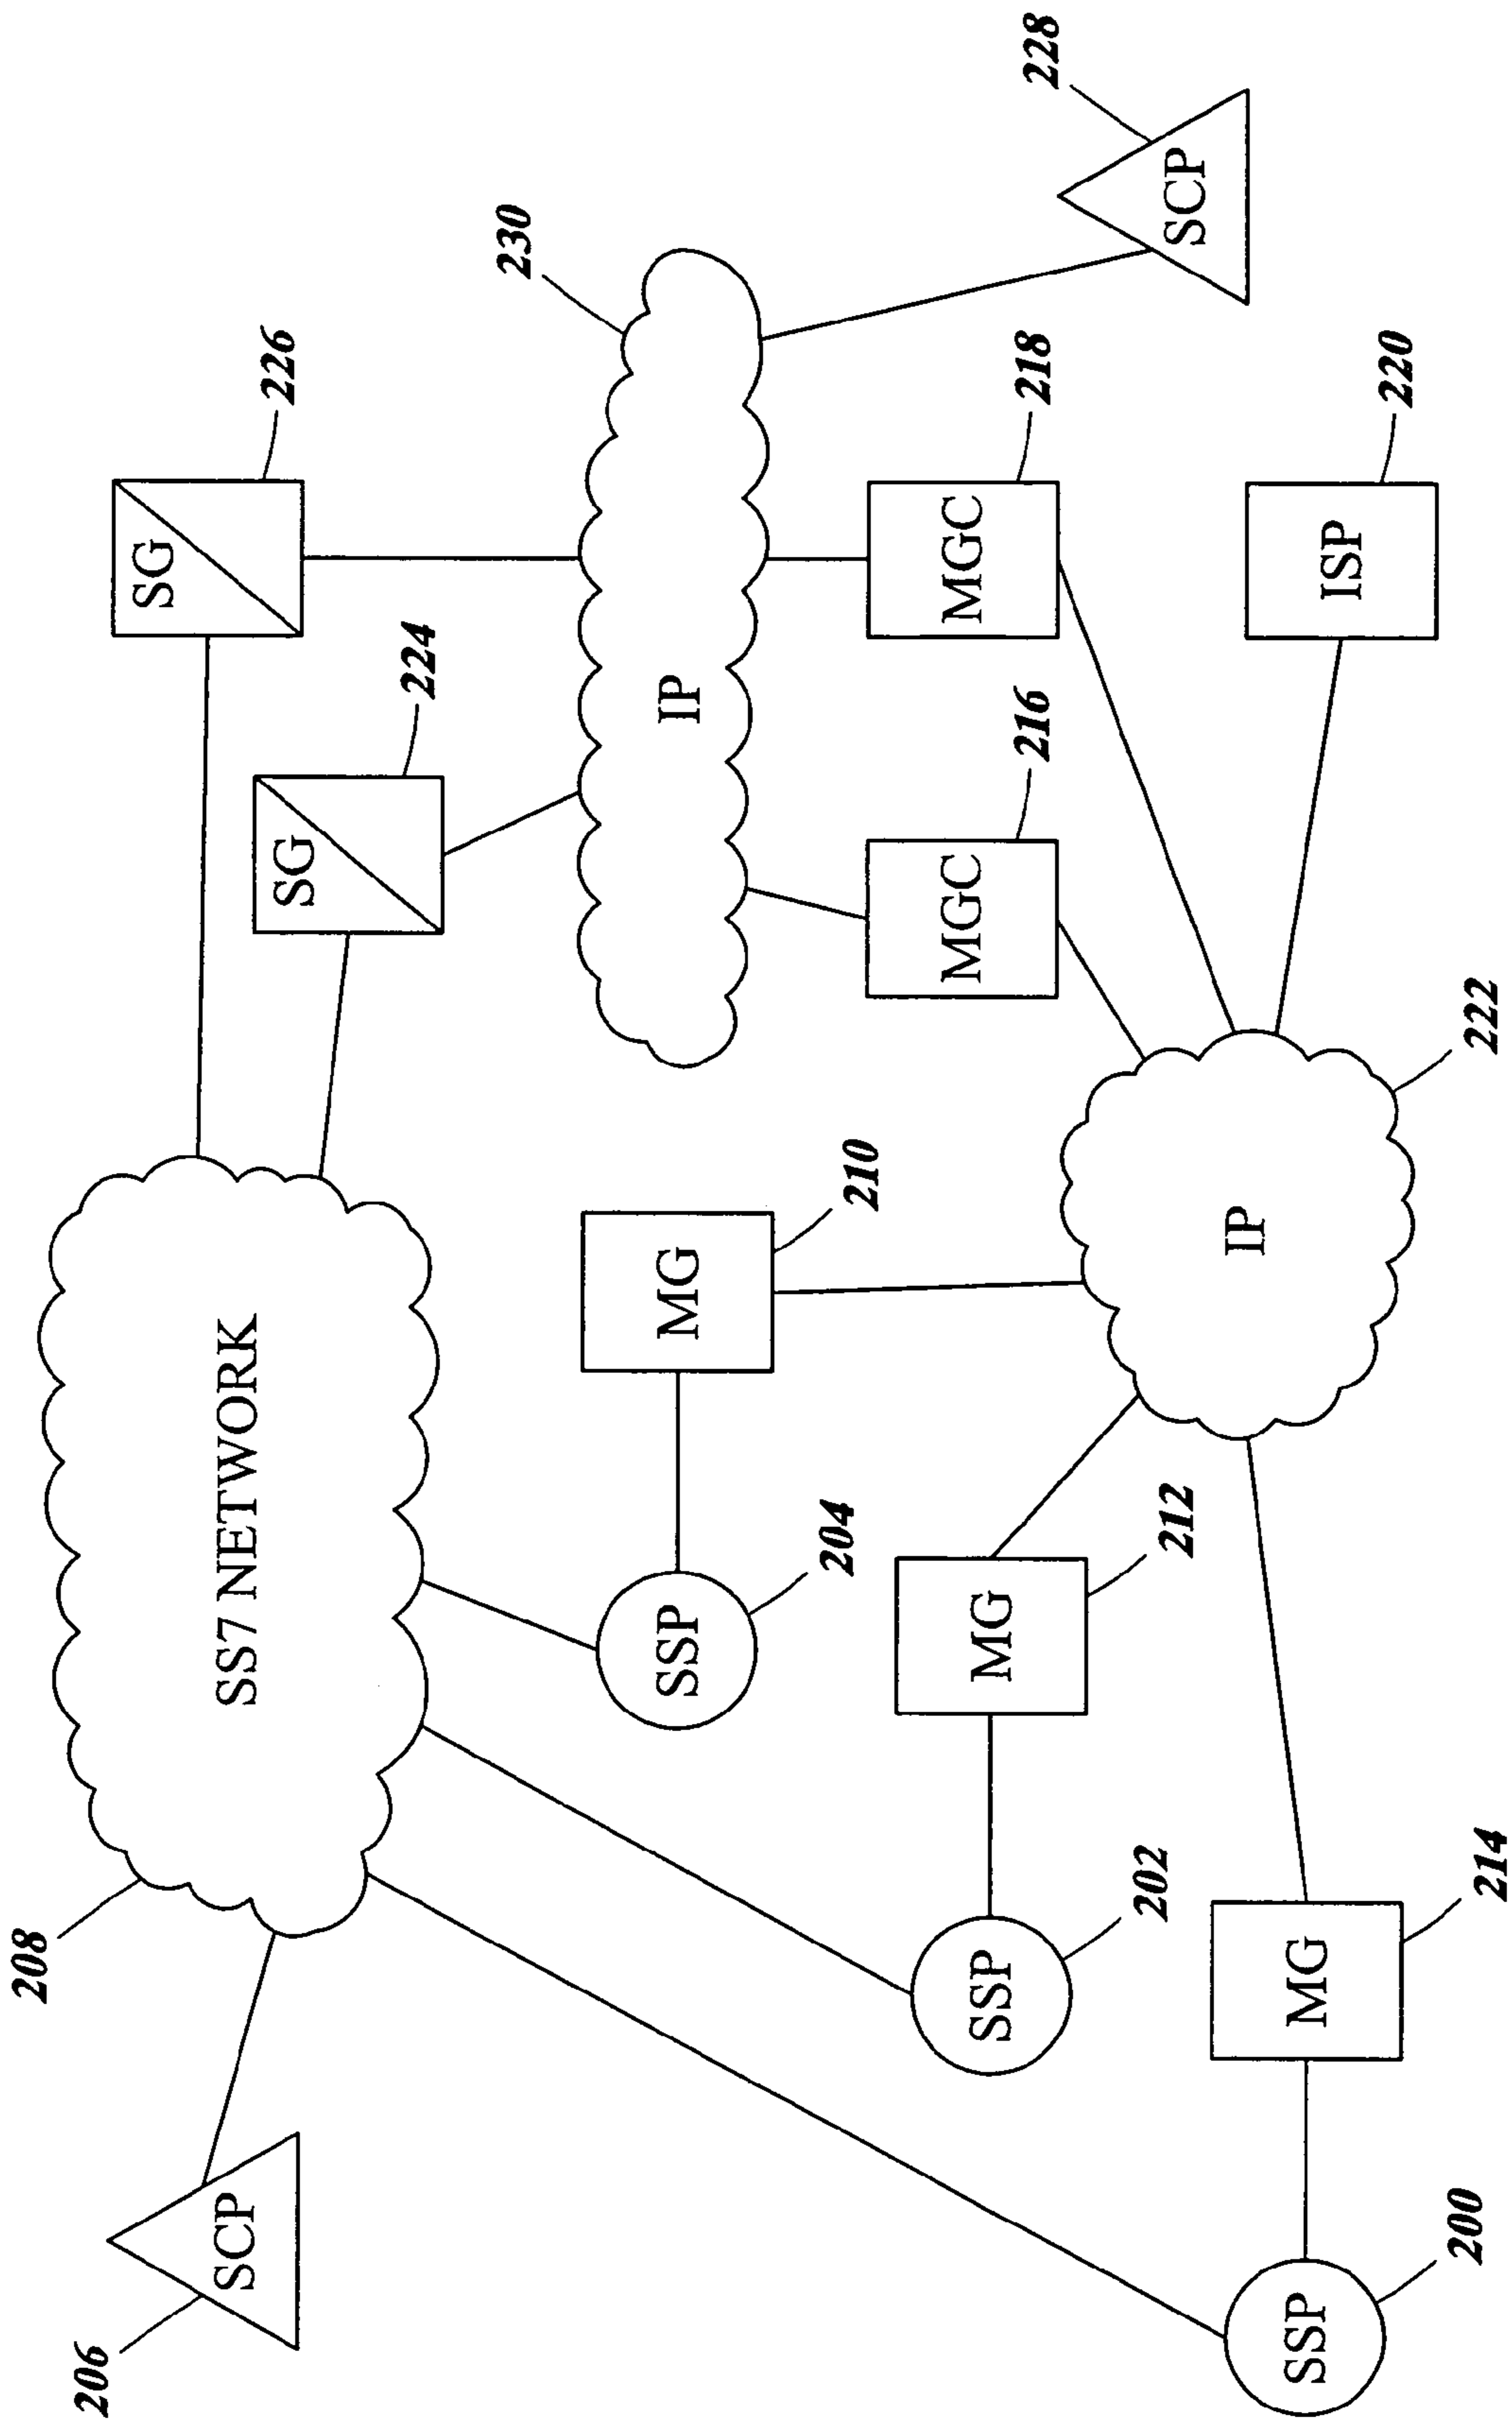 206
SCP
208
SS7 NETWORK
SG
226
SG
224
230
IP
228
SCP
SSP
204
MG
210
MGC
216
MGC
218
SSP
202
MG
212
IP
222
ISP
220
SSP
200
MG
214